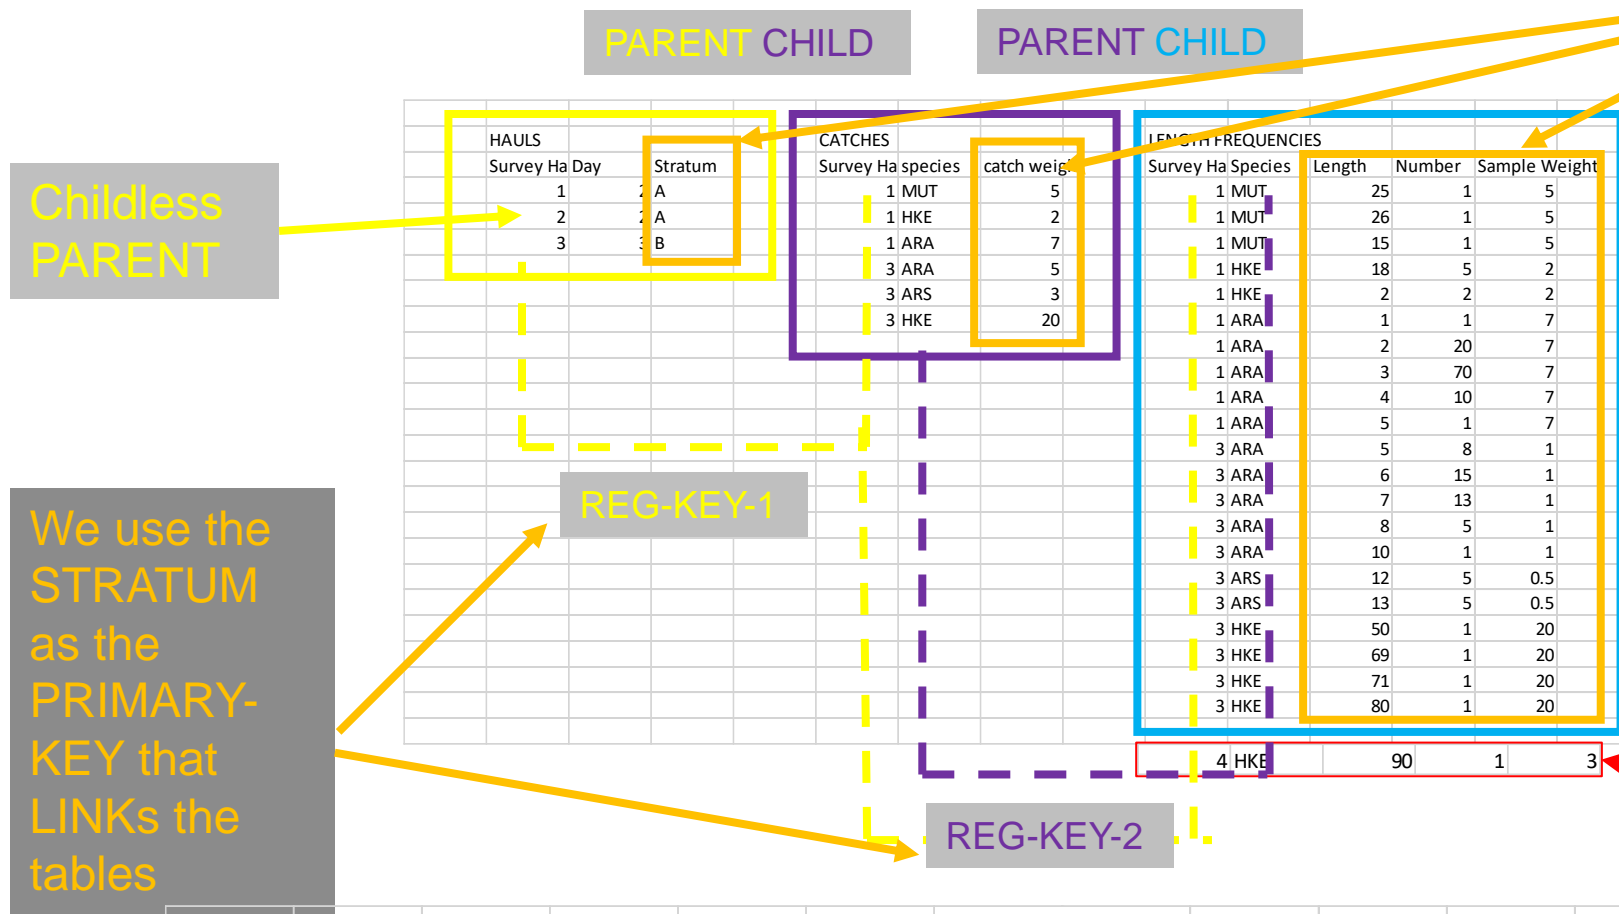 PARENT CHILD
PARENT CHILD
Childless
PARENT
HAULS
Survey Ha Day Stratum
1 2 A
2 2 A
3 3 B
CATCHES
Survey Ha species catch weigh
1 MUT 5
1 HKE 2
1 ARA 7
3 ARA 5
3 ARS 3
3 HKE 20
LENGTH FREQUENCIES
Survey Ha Species Length Number Sample Weight
1 MUT 25 1 5
1 MUT 26 1 5
1 MUT 15 1 5
1 HKE 18 5 2
1 HKE 2 2 2
1 ARA 1 1 7
1 ARA 2 20 7
1 ARA 3 70 7
1 ARA 4 10 7
1 ARA 5 1 7
3 ARA 5 8 1
3 ARA 6 15 1
3 ARA 7 13 1
3 ARA 8 5 1
3 ARA 10 1 1
3 ARS 12 5 0.5
3 ARS 13 5 0.5
3 HKE 50 1 20
3 HKE 69 1 20
3 HKE 71 1 20
3 HKE 80 1 20
4 HKE 90 1 3
REG-KEY-1
We use the
STRATUM
as the
PRIMARY-
KEY that
LINKs the
tables
REG-KEY-2